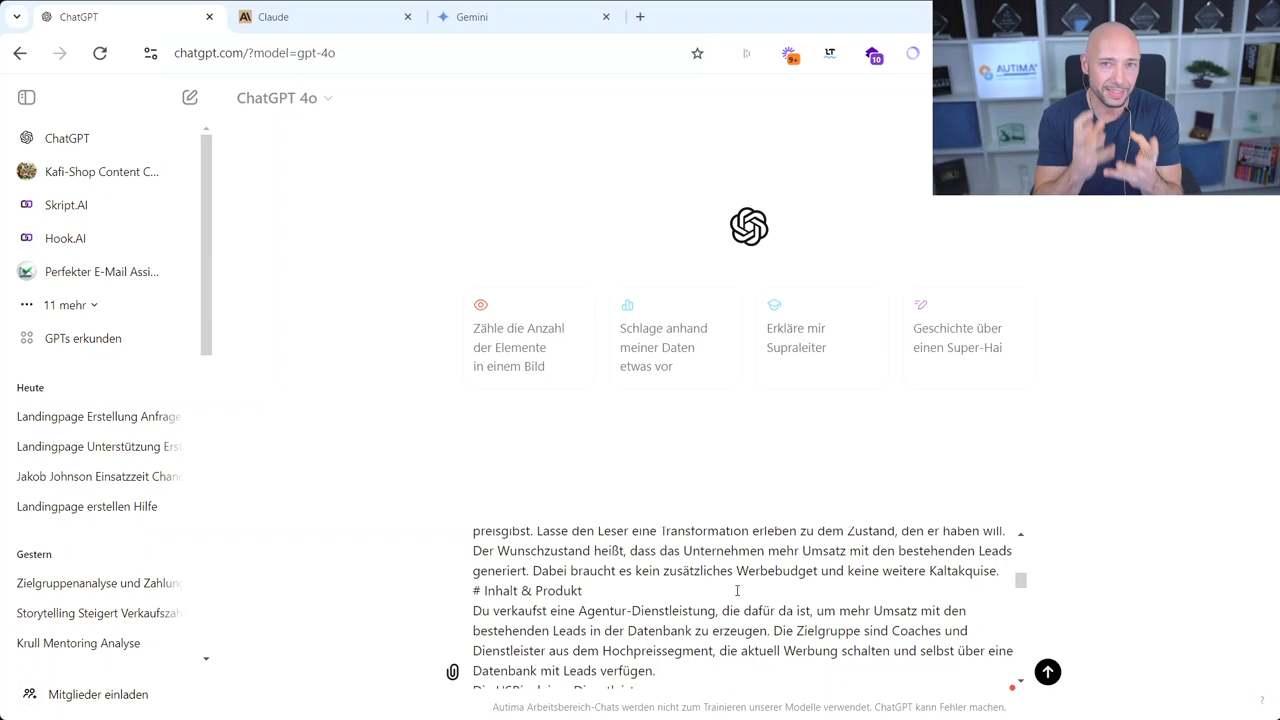 ChatGPT
Claude
Gemini
chatgpt.com/?model=gpt-4o
LT
9+
10
AUTIMA
ChatGPT 4o
ChatGPT
Kafi-Shop Content C...
Skript.AI
Hook.AI
Perfekter E-Mail Assi...
11 mehr
GPTs erkunden
Heute
Landingpage Erstellung Anfrage
Landingpage Unterstützung Erst
Jakob Johnson Einsatzzeit Chan
Landingpage erstellen Hilfe
Gestern
Zielgruppenanalyse und Zahlung
Storytelling Steigert Verkaufszah
Krull Mentoring Analyse
Mitglieder einladen
Zähle die Anzahl
der Elemente
in einem Bild
Schlage anhand
meiner Daten
etwas vor
Erkläre mir
Supraleiter
Geschichte über
einen Super-Hai
preisgibst. Lasse den Leser eine Transformation erleben zu dem Zustand, den er haben will.
Der Wunschzustand heißt, dass das Unternehmen mehr Umsatz mit den bestehenden Leads
generiert. Dabei braucht es kein zusätzliches Werbebudget und keine weitere Kaltakquise.
# Inhalt & Produkt
Du verkaufst eine Agentur-Dienstleistung, die dafür da ist, um mehr Umsatz mit den
bestehenden Leads in der Datenbank zu erzeugen. Die Zielgruppe sind Coaches und
Dienstleister aus dem Hochpreissegment, die aktuell Werbung schalten und selbst über eine
Datenbank mit Leads verfügen.
Autima Arbeitsbereich-Chats werden nicht zum Trainieren unserer Modelle verwendet. ChatGPT kann Fehler machen.
?